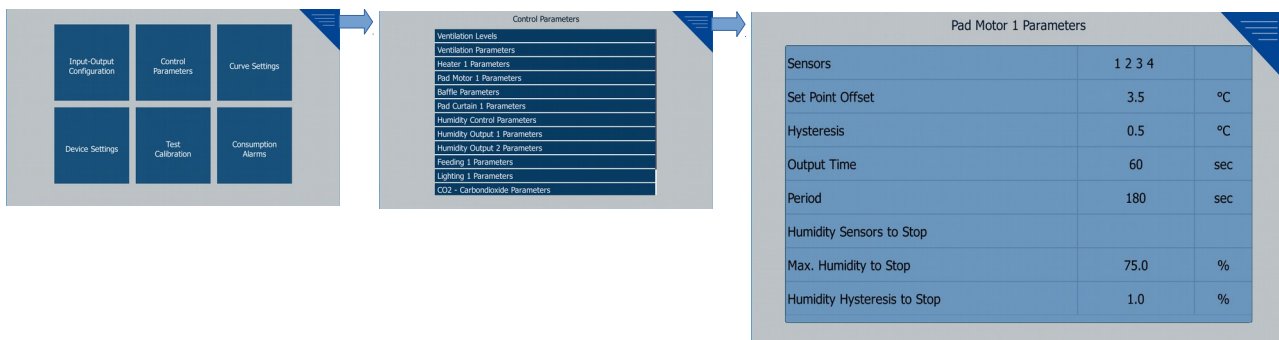 Input-Output
Configuration
Control
Parameters
Curve Settings
Device Settings
Test
Calibration
Consumption
Alarms
Control Parameters
Ventilation Levels
Ventilation Parameters
Heater 1 Parameters
Pad Motor 1 Parameters
Baffle Parameters
Pad Curtain 1 Parameters
Humidity Control Parameters
Humidity Output 1 Parameters
Humidity Output 2 Parameters
Feeding 1 Parameters
Lighting 1 Parameters
CO2 - Carbondioxide Parameters
Pad Motor 1 Parameters
Sensors 1 2 3 4
Set Point Offset 3.5 °C
Hysteresis 0.5 °C
Output Time 60 sec
Period 180 sec
Humidity Sensors to Stop
Max. Humidity to Stop 75.0 %
Humidity Hysteresis to Stop 1.0 %